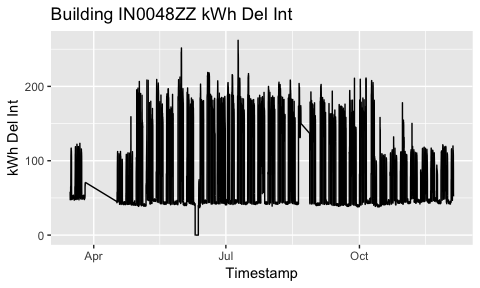 Building IN0048ZZ kWh Del Int
kWh Del Int
200
100
0
Apr
Jul
Oct
Timestamp